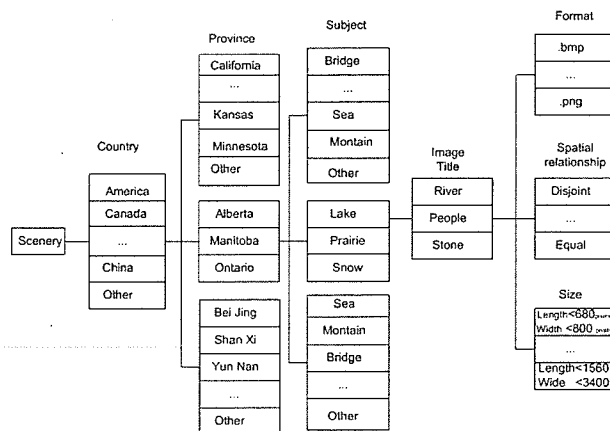 Format
Subject
Province
.bmp
California
Bridge
...
...
...
Kansas
Sea
.png
Minnesota
Montain
Country
Image
Title
Spatial
relationship
Other
Other
America
River
Disjoint
Canada
Alberta
Lake
Scenery
...
Manitoba
Prairie
People
...
China
Ontario
Snow
Stone
Equal
Other
Bei Jing
Sea
Size
Shan Xi
Montain
Length<680
Width <800
Yun Nan
Bridge
...
...
...
Length<1560
Wide <3400
Other
Other